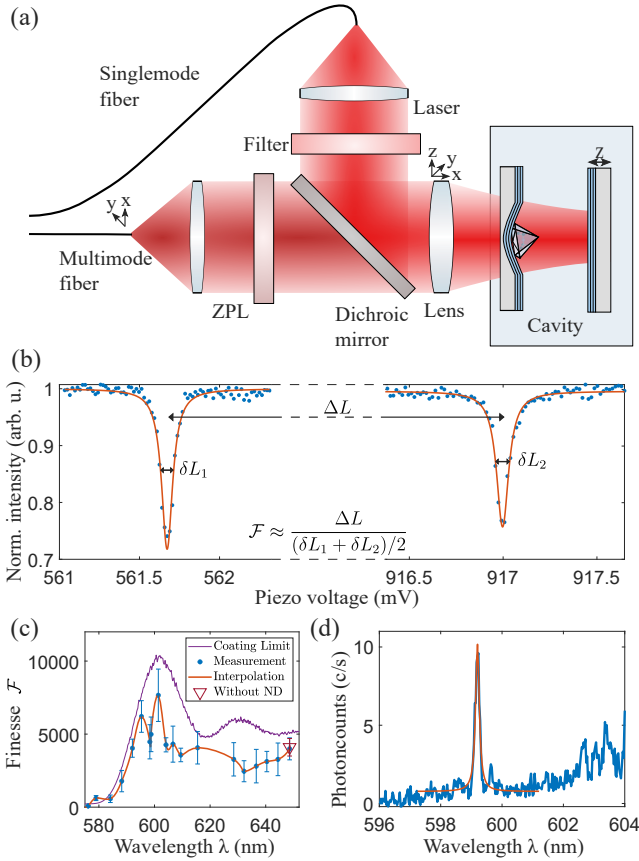 (a)
Singlemode
fiber
Laser
Filter
z
y
x
z
y
x
Multimode
fiber
ZPL
Dichroic
mirror
Lens
Cavity
(b)
Norm. intensity (arb. u.)
1
0.9
0.8
0.7
ΔL
δL₁
δL₂
ℱ ≈ ΔL / (δL₁ + δL₂)/2
561 561.5 562 916.5 917 917.5
Piezo voltage (mV)
(c)
Finesse ℱ
10000
5000
0
Coating Limit
Measurement
Interpolation
Without ND
580 600 620 640
Wavelength λ (nm)
(d)
Photoncounts (c/s)
10
5
0
596 598 600 602 604
Wavelength λ (nm)